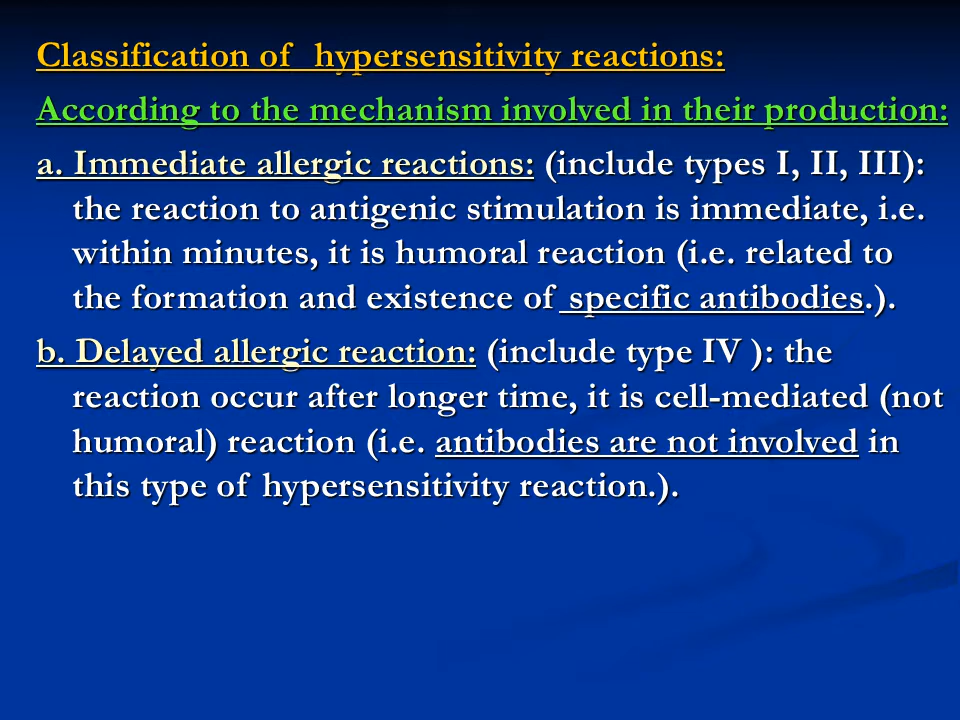 Classification of  hypersensitivity reactions:
According to the mechanism involved in their production:
a. Immediate allergic reactions: (include types I, II, III):
the reaction to antigenic stimulation is immediate, i.e.
within minutes, it is humoral reaction (i.e. related to
the formation and existence of specific antibodies.).
b. Delayed allergic reaction: (include type IV ): the
reaction occur after longer time, it is cell-mediated (not
humoral) reaction (i.e. antibodies are not involved in
this type of hypersensitivity reaction.).